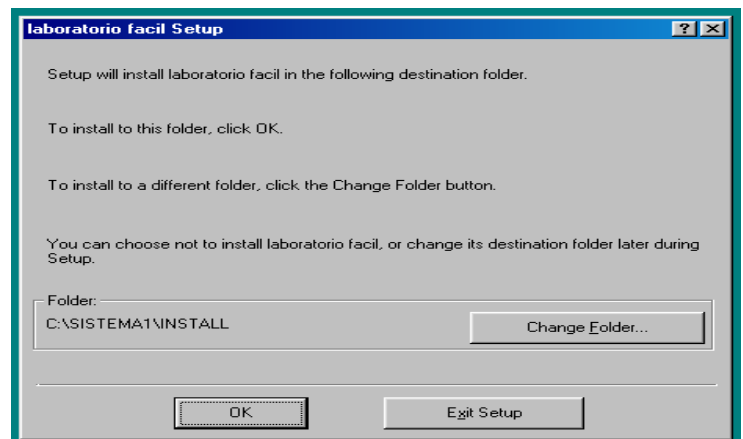 laboratorio facil Setup
Setup will install laboratorio facil in the following destination folder.
To install to this folder, click OK.
To install to a different folder, click the Change Folder button.
You can choose not to install laboratorio facil, or change its destination folder later during
Setup.
Folder:
C:\SISTEMA1\INSTALL
Change Folder...
OK
Exit Setup